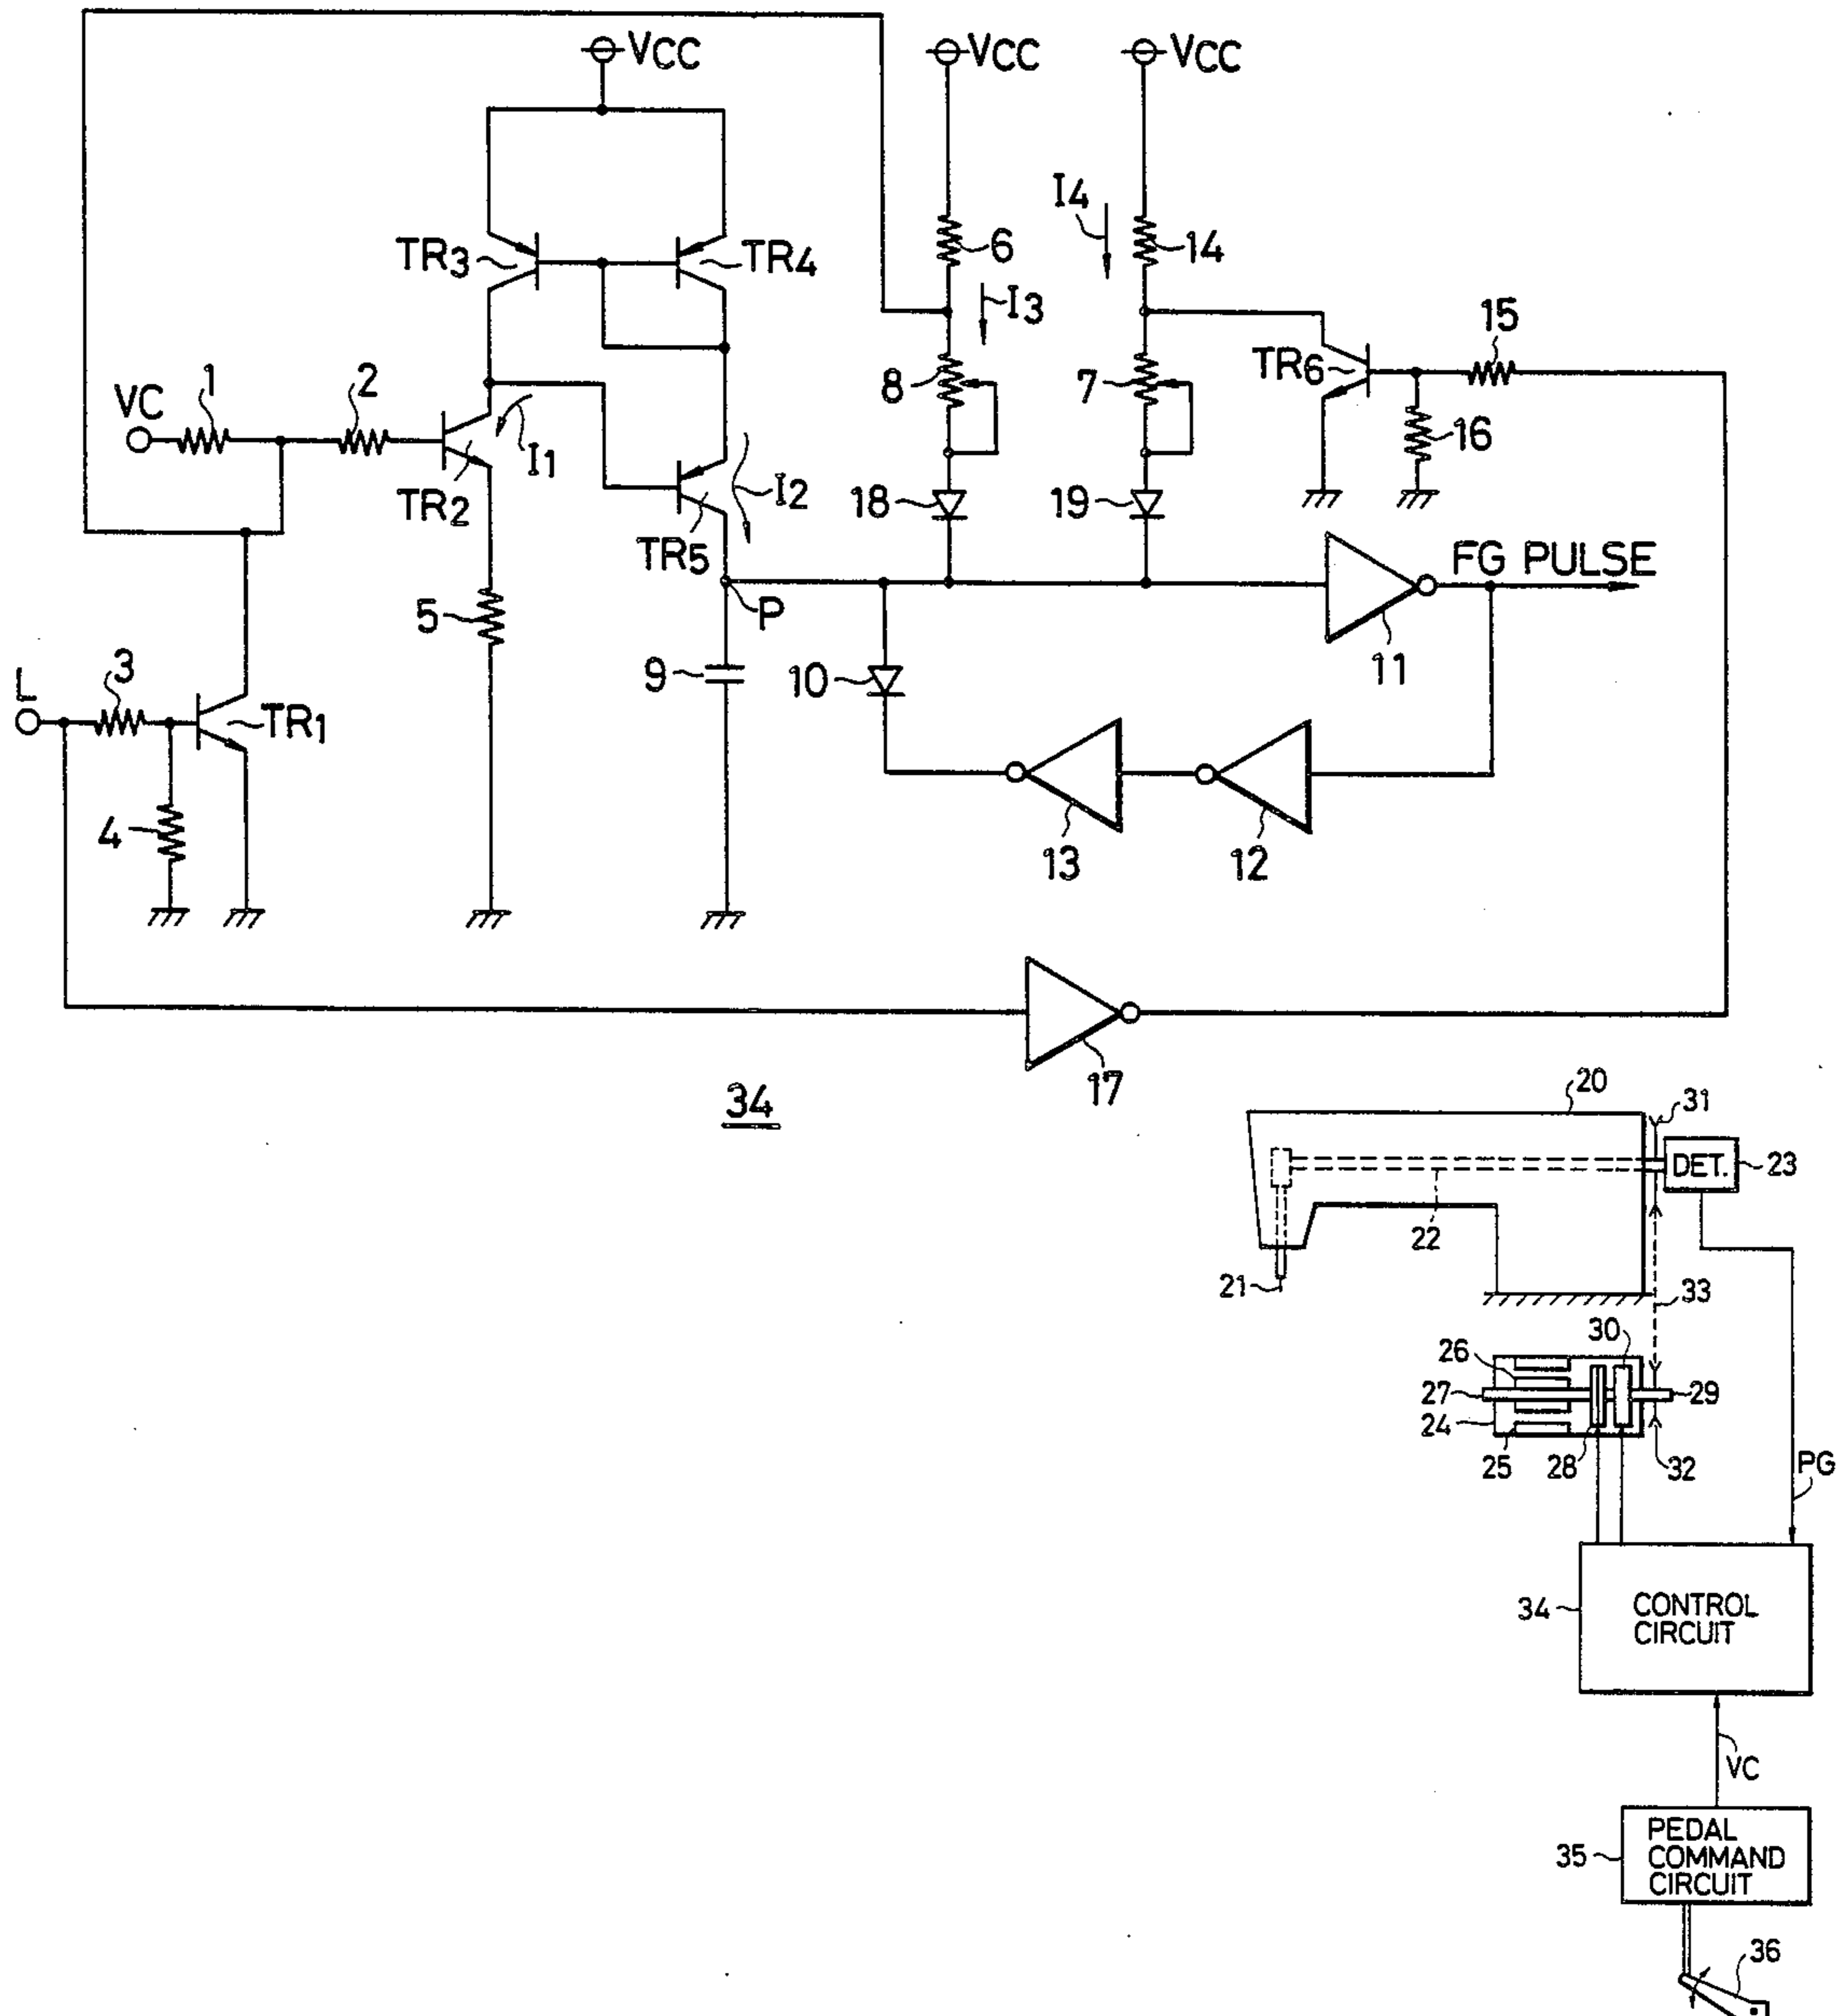 VCC VCC VCC
I4
TR3 TR4 6 14
I3
15
VC 1 2 8 7 TR6
I1 16
TR2 18 19
I2
TR5 FG PULSE
5 P
L 3 9 10 11
TR1
4
13 12
17
34
20
31
DET. 23
22
21
33
30
26
27 29
24
25 28 32
PG
34 CONTROL
CIRCUIT
VC
35 PEDAL
COMMAND
CIRCUIT
36